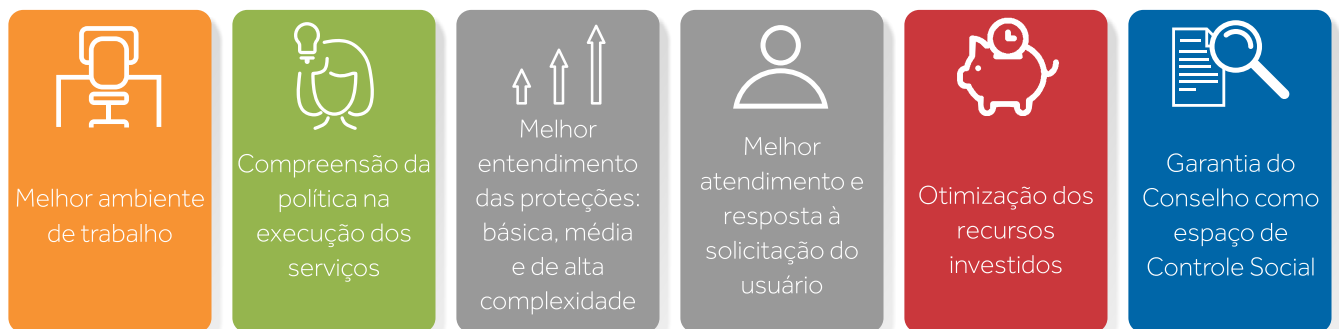 Melhor ambiente
de trabalho
Compreensão da
política na
execução dos
serviços
Melhor
entendimento
das proteções:
básica, média
e de alta
complexidade
Melhor
atendimento e
resposta à
solicitação do
usuário
Otimização dos
recursos
investidos
Garantia do
Conselho como
espaço de
Controle Social